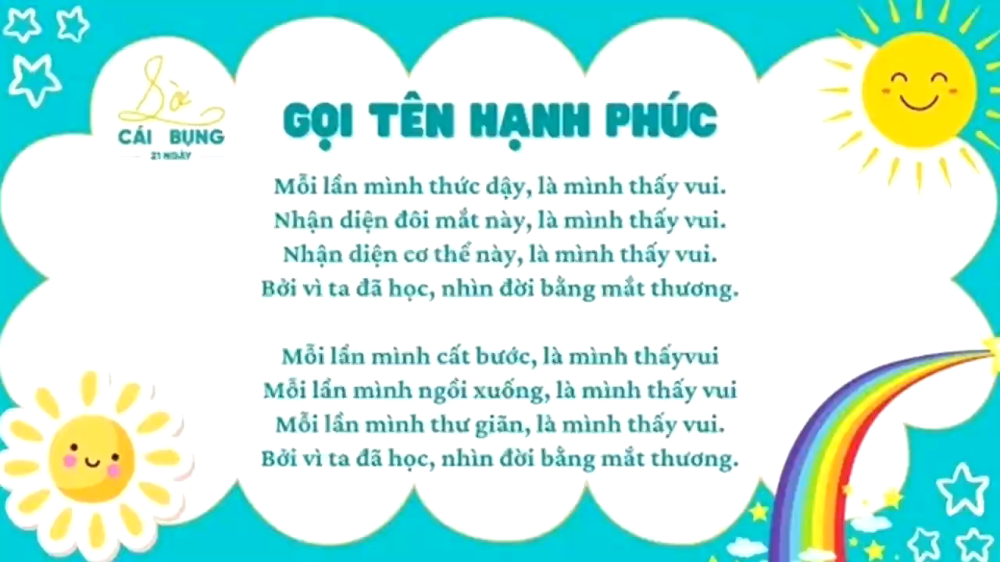 Sờ
CÁI BỤNG
21 NGÀY
GỌI TÊN HẠNH PHÚC
Mỗi lần mình thức dậy, là mình thấy vui.
Nhận diện đôi mắt này, là mình thấy vui.
Nhận diện cơ thể này, là mình thấy vui.
Bởi vì ta đã học, nhìn đời bằng mắt thương.
Mỗi lần mình cất bước, là mình thấyvui
Mỗi lần mình ngồi xuống, là mình thấy vui
Mỗi lần mình thư giãn, là mình thấy vui.
Bởi vì ta đã học, nhìn đời bằng mắt thương.